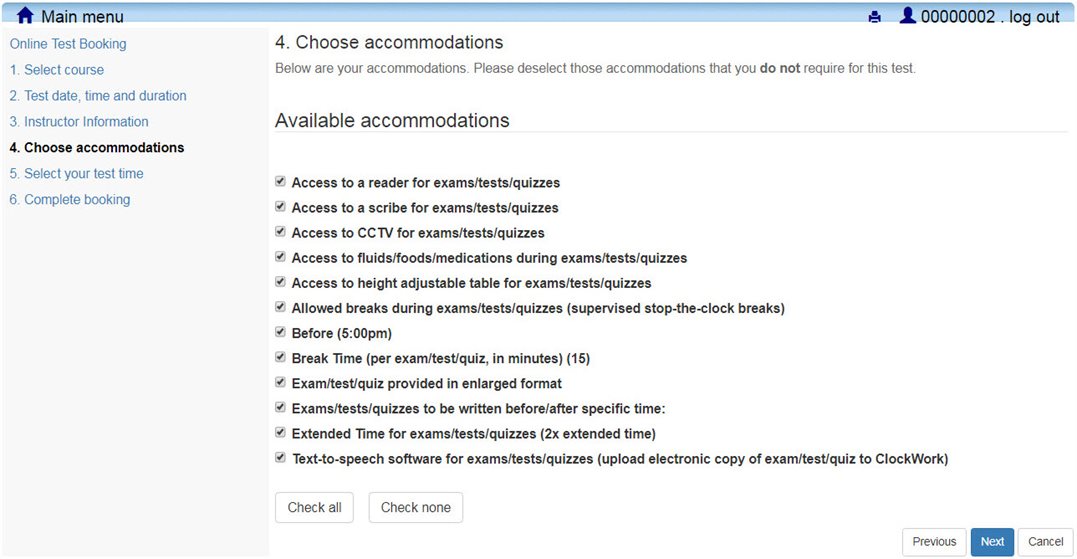 Main menu
00000002 . log out
Online Test Booking
1. Select course
2. Test date, time and duration
3. Instructor Information
4. Choose accommodations
5. Select your test time
6. Complete booking
4. Choose accommodations
Below are your accommodations. Please deselect those accommodations that you do not require for this test.
Available accommodations
Access to a reader for exams/tests/quizzes
Access to a scribe for exams/tests/quizzes
Access to CCTV for exams/tests/quizzes
Access to fluids/foods/medications during exams/tests/quizzes
Access to height adjustable table for exams/tests/quizzes
Allowed breaks during exams/tests/quizzes (supervised stop-the-clock breaks)
Before (5:00pm)
Break Time (per exam/test/quiz, in minutes) (15)
Exam/test/quiz provided in enlarged format
Exams/tests/quizzes to be written before/after specific time:
Extended Time for exams/tests/quizzes (2x extended time)
Text-to-speech software for exams/tests/quizzes (upload electronic copy of exam/test/quiz to ClockWork)
Check all
Check none
Previous
Next
Cancel